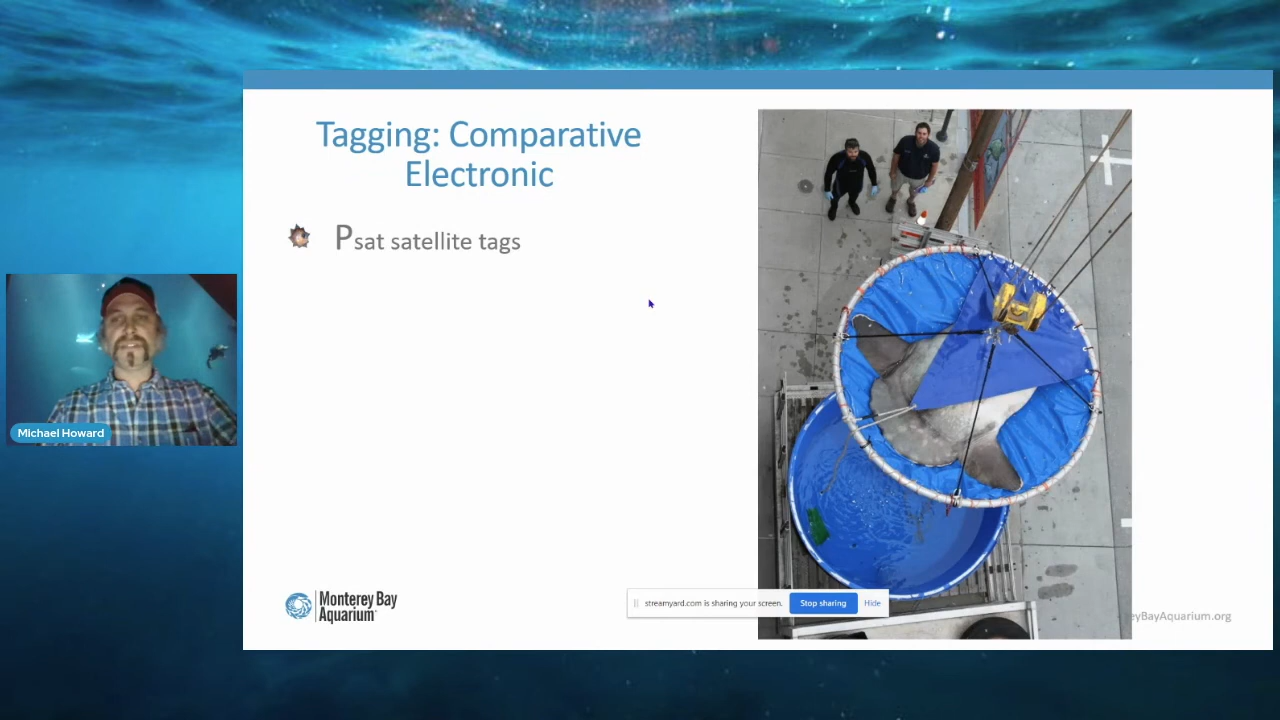 Tagging: Comparative
Electronic
Psat satellite tags
Michael Howard
Monterey Bay
Aquarium
streamyard.com is sharing your screen.
Stop sharing
Hide
eyBayAquarium.org